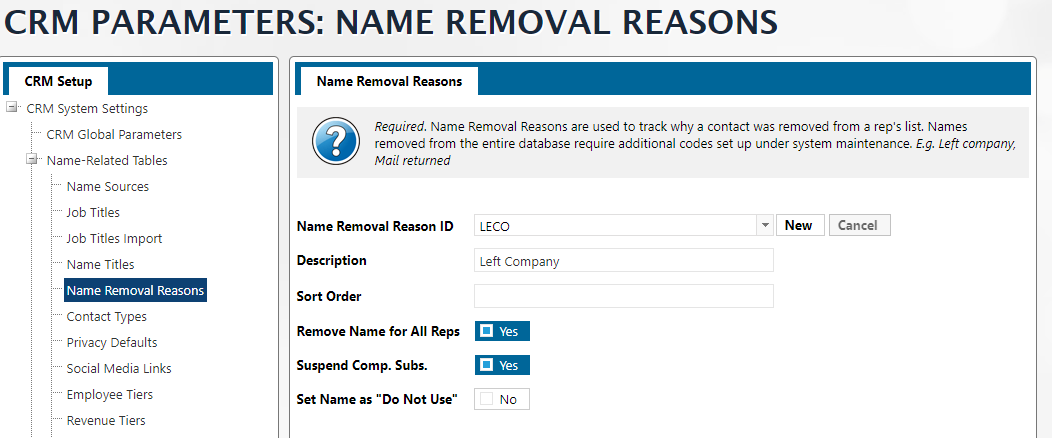 CRM PARAMETERS: NAME REMOVAL REASONS
CRM Setup
CRM System Settings
CRM Global Parameters
Name-Related Tables
Name Sources
Job Titles
Job Titles Import
Name Titles
Name Removal Reasons
Contact Types
Privacy Defaults
Social Media Links
Employee Tiers
Revenue Tiers
Name Removal Reasons
Required. Name Removal Reasons are used to track why a contact was removed from a rep's list. Names
removed from the entire database require additional codes set up under system maintenance. E.g. Left company,
Mail returned
Name Removal Reason ID LECO New Cancel
Description Left Company
Sort Order
Remove Name for All Reps Yes
Suspend Comp. Subs. Yes
Set Name as "Do Not Use" No